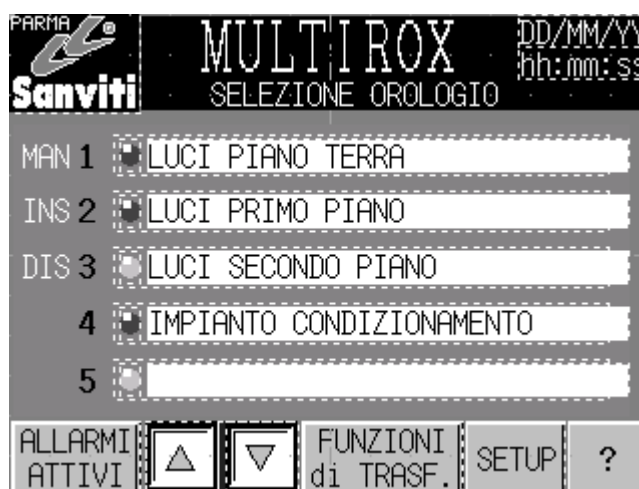 PARMA
Sanviti
MULTIROX
SELEZIONE OROLOGIO
DD/MM/YY
hh:mm:ss
MAN 1 LUCI PIANO TERRA
INS 2 LUCI PRIMO PIANO
DIS 3 LUCI SECONDO PIANO
4 IMPIANTO CONDIZIONAMENTO
5
ALLARMI
ATTIVI
FUNZIONI
di TRASF.
SETUP
?